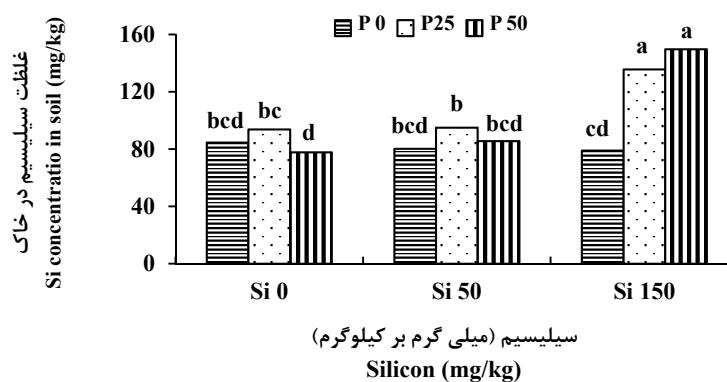 P 0 P25 P 50
غلظت سیلیسیم در خاک
Si concentratio in soil (mg/kg)
160
120
80
40
0
bcd bc d bcd b bcd cd a a
Si 0 Si 50 Si 150
سیلیسیم (میلی گرم بر کیلوگرم)
Silicon (mg/kg)